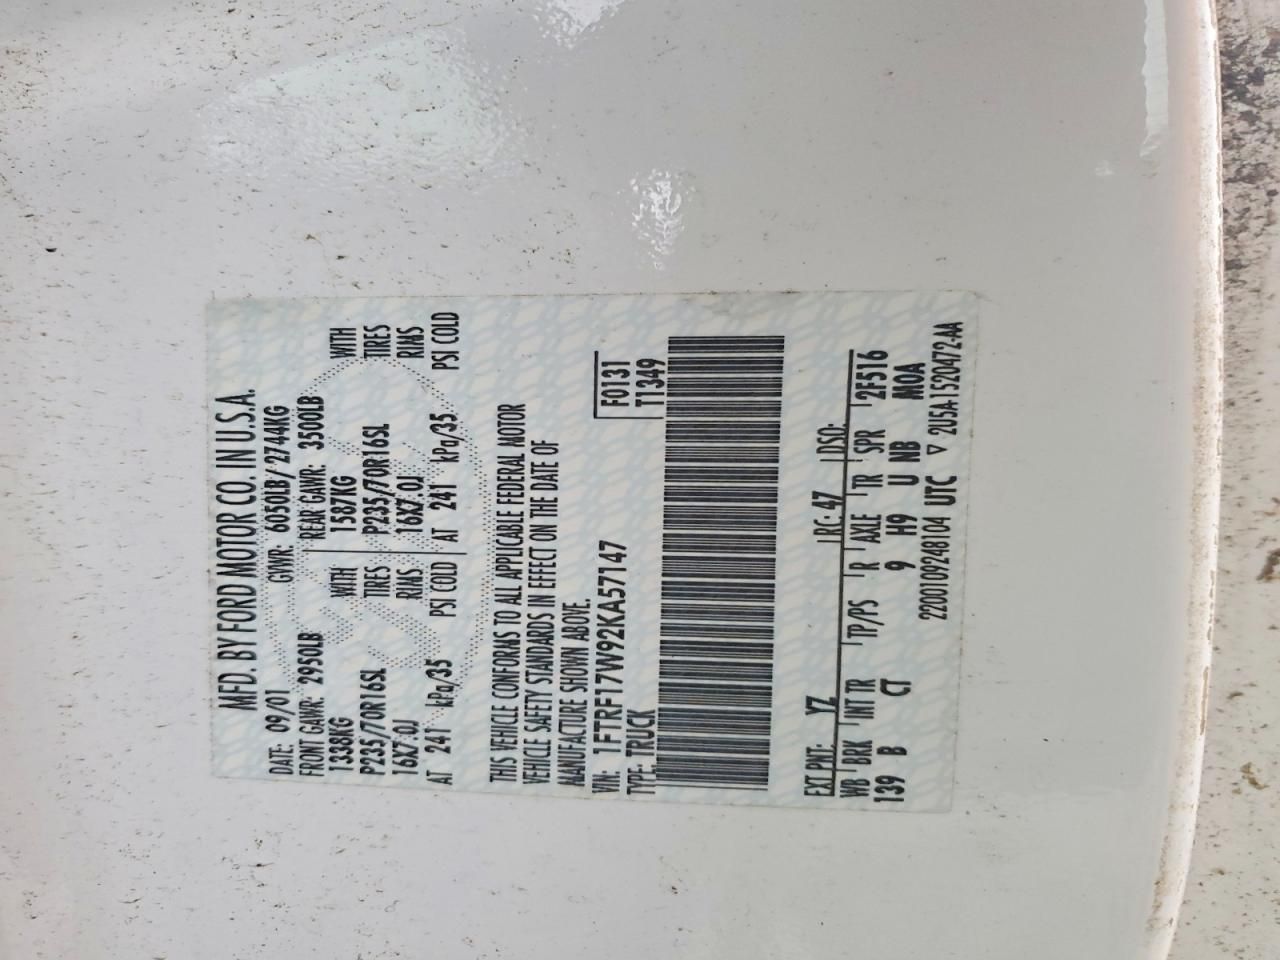 MFD. BY FORD MOTOR CO. IN U.S.A.
DATE: 09/01 GVWR: 6050LB/ 2744KG
FRONT GAWR: 2950LB REAR GAWR: 3500LB
1338KG WITH 1587KG WITH
P235/70R16SL TIRES P235/70R16SL TIRES
16X7.0J RIMS 16X7.0J RIMS
AT 241 kPa/35 PSI COLD AT 241 kPa/35 PSI COLD
THIS VEHICLE CONFORMS TO ALL APPLICABLE FEDERAL MOTOR
VEHICLE SAFETY STANDARDS IN EFFECT ON THE DATE OF
MANUFACTURE SHOWN ABOVE.
VIN: 1FTRF17W92KA57147 F0131
TYPE: TRUCK T1349
EXT PNT: YZ RC: 47 DSO:
WB BRK INT TR TP/PS R AXLE TR SPR 2F516
139 B CT 9 H9 U NB M0A
2200109248104 UTC ▽ 2U5A-1520472-AA